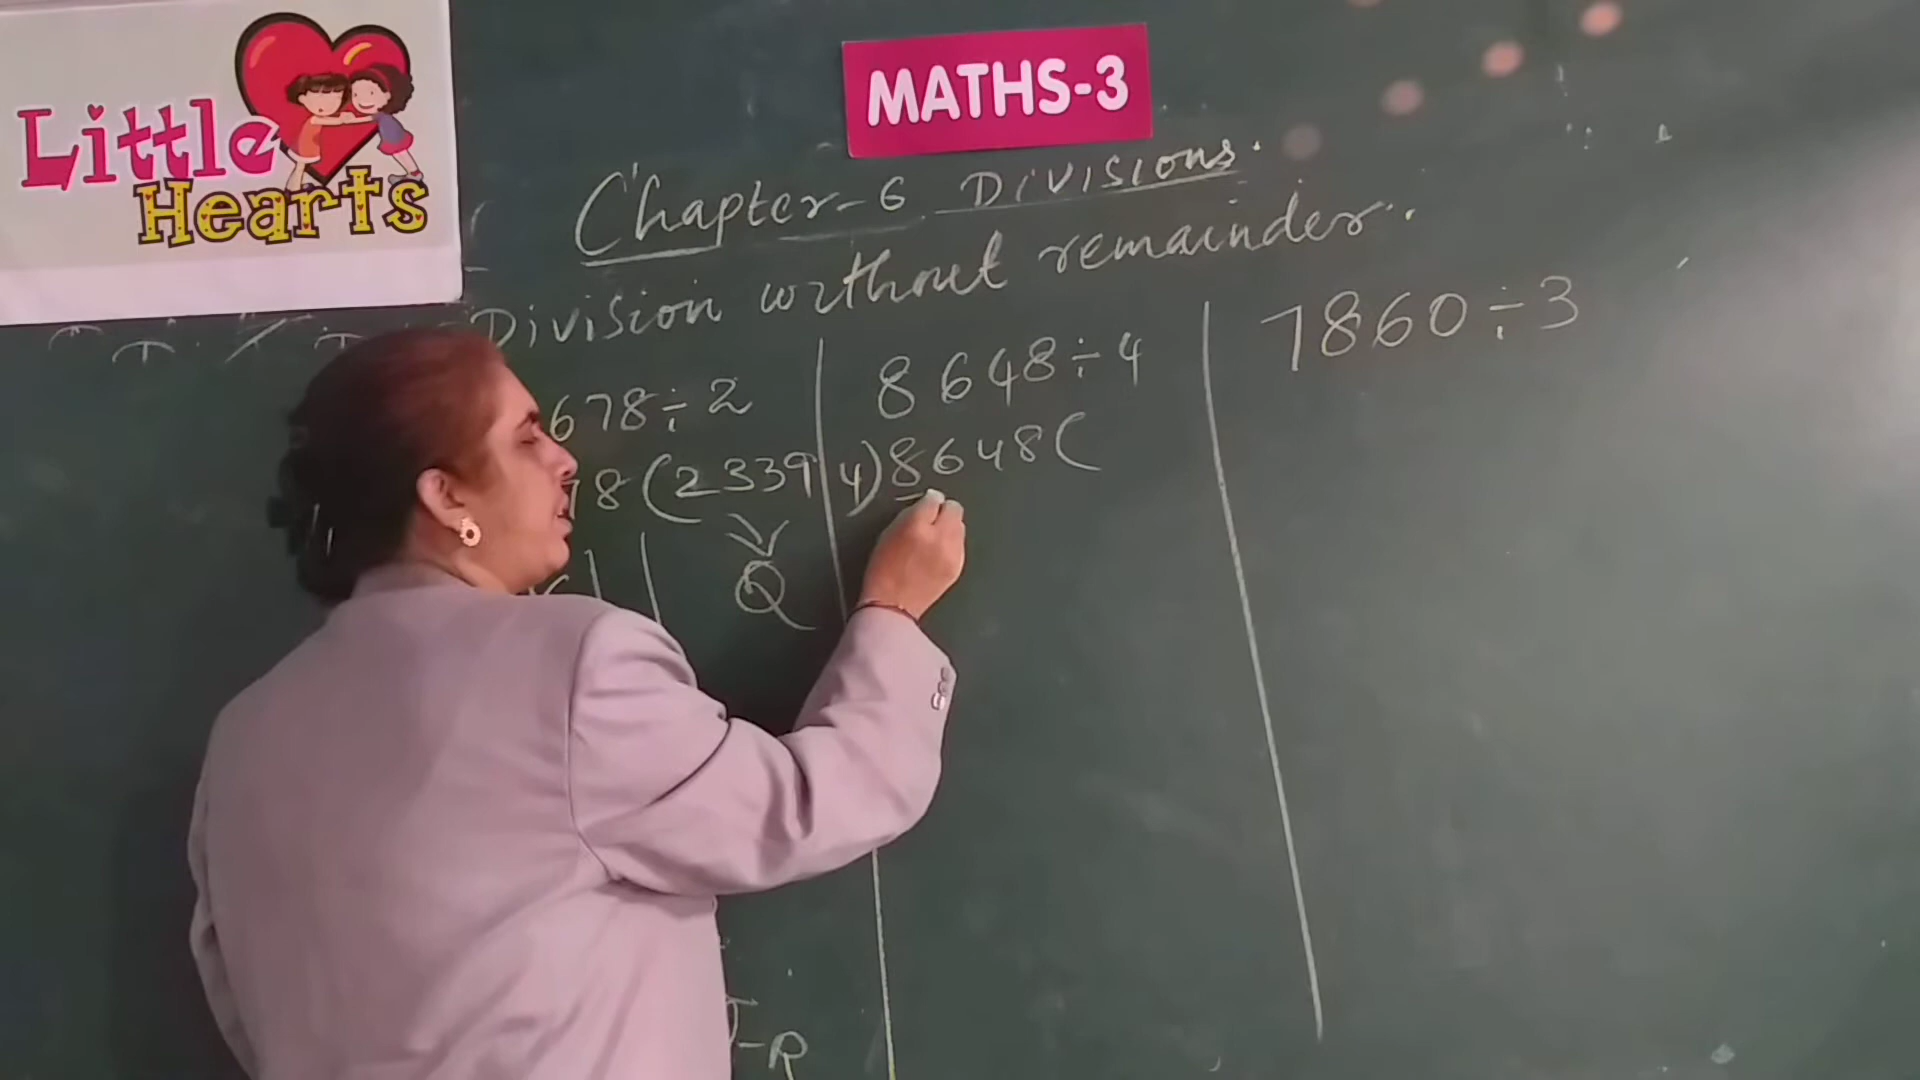 Little
Hearts
MATHS-3
Chapter-6 Divisions.
Division without remainder.
678÷2
8648÷4
7860÷3
78(2339
4)8648(
Q
R